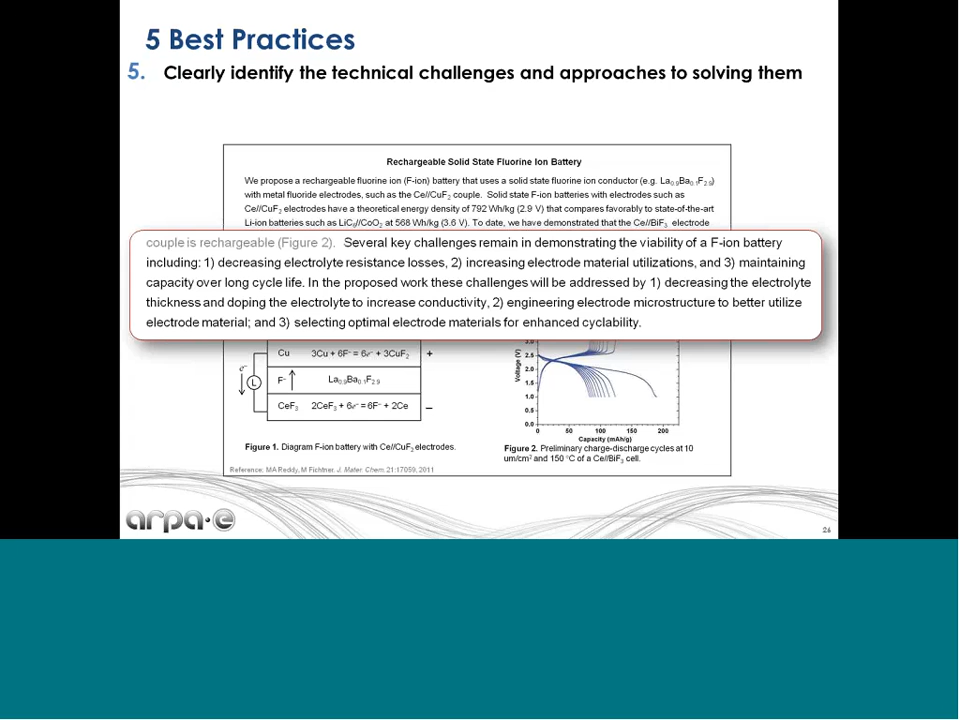 5 Best Practices
5. Clearly identify the technical challenges and approaches to solving them
Rechargeable Solid State Fluorine Ion Battery
We propose a rechargeable fluorine ion (F-ion) battery that uses a solid state fluorine ion conductor (e.g. La0.9Ba0.1F2.9)
with metal fluoride electrodes, such as the Ce//CuF2 couple. Solid state F-ion batteries with electrodes such as
Ce//CuF2 electrodes have a theoretical energy density of 792 Wh/kg (2.9 V) that compares favorably to state-of-the-art
Li-ion batteries such as LiC6//CoO2 at 568 Wh/kg (3.6 V). To date, we have demonstrated that the Ce//BiF3 electrode
couple is rechargeable (Figure 2). Several key challenges remain in demonstrating the viability of a F-ion battery
including: 1) decreasing electrolyte resistance losses, 2) increasing electrode material utilizations, and 3) maintaining
capacity over long cycle life. In the proposed work these challenges will be addressed by 1) decreasing the electrolyte
thickness and doping the electrolyte to increase conductivity, 2) engineering electrode microstructure to better utilize
electrode material; and 3) selecting optimal electrode materials for enhanced cyclability.
Cu 3Cu + 6F- = 6e- + 3CuF2 +
e- L F- La0.9Ba0.1F2.9
CeF3 2CeF3 + 6e- = 6F- + 2Ce –
Figure 1. Diagram F-ion battery with Ce//CuF2 electrodes.
Voltage (V)
3.0
2.5
2.0
1.5
1.0
0.5
0.0
0 50 100 150 200
Capacity (mAh/g)
Figure 2. Preliminary charge-discharge cycles at 10
um/cm3 and 150 °C of a Ce//BiF3 cell.
Reference: MA Reddy, M Fichtner. J. Mater. Chem. 21:17059, 2011
arpa·e
26